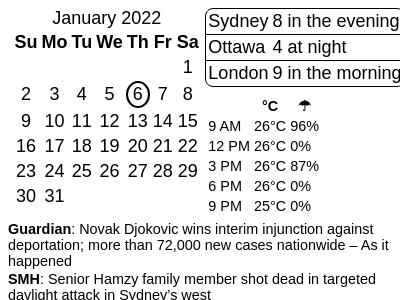 January 2022
Su Mo Tu We Th Fr Sa
1
2 3 4 5 6 7 8
9 10 11 12 13 14 15
16 17 18 19 20 21 22
23 24 25 26 27 28 29
30 31
Sydney 8 in the evening
Ottawa 4 at night
London 9 in the morning
°C ☂
9 AM 26°C 96%
12 PM 26°C 0%
3 PM 26°C 87%
6 PM 26°C 0%
9 PM 25°C 0%
Guardian: Novak Djokovic wins interim injunction against
deportation; more than 72,000 new cases nationwide – As it
happened
SMH: Senior Hamzy family member shot dead in targeted
daylight attack in Sydney's west